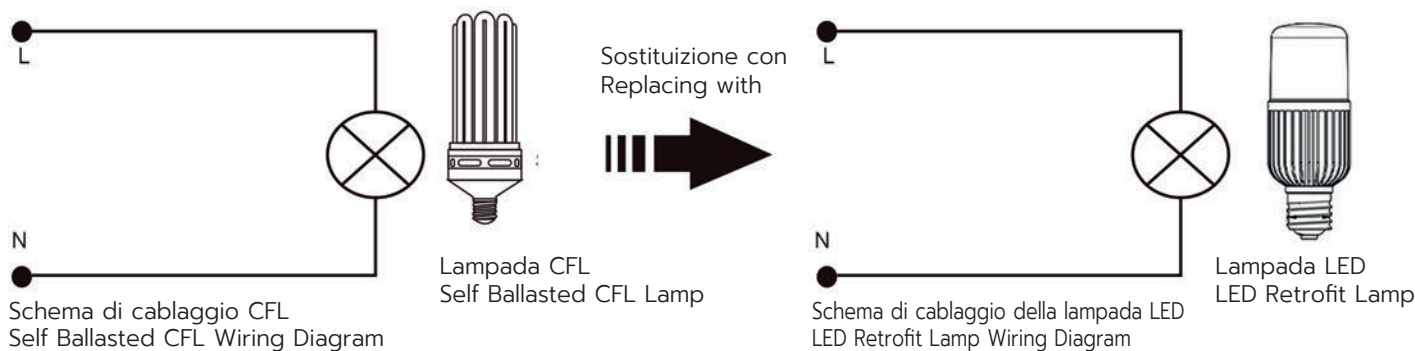 L
N
Schema di cablaggio CFL
Self Ballasted CFL Wiring Diagram
Lampada CFL
Self Ballasted CFL Lamp
Sostituizione con
Replacing with
L
N
Schema di cablaggio della lampada LED
LED Retrofit Lamp Wiring Diagram
Lampada LED
LED Retrofit Lamp